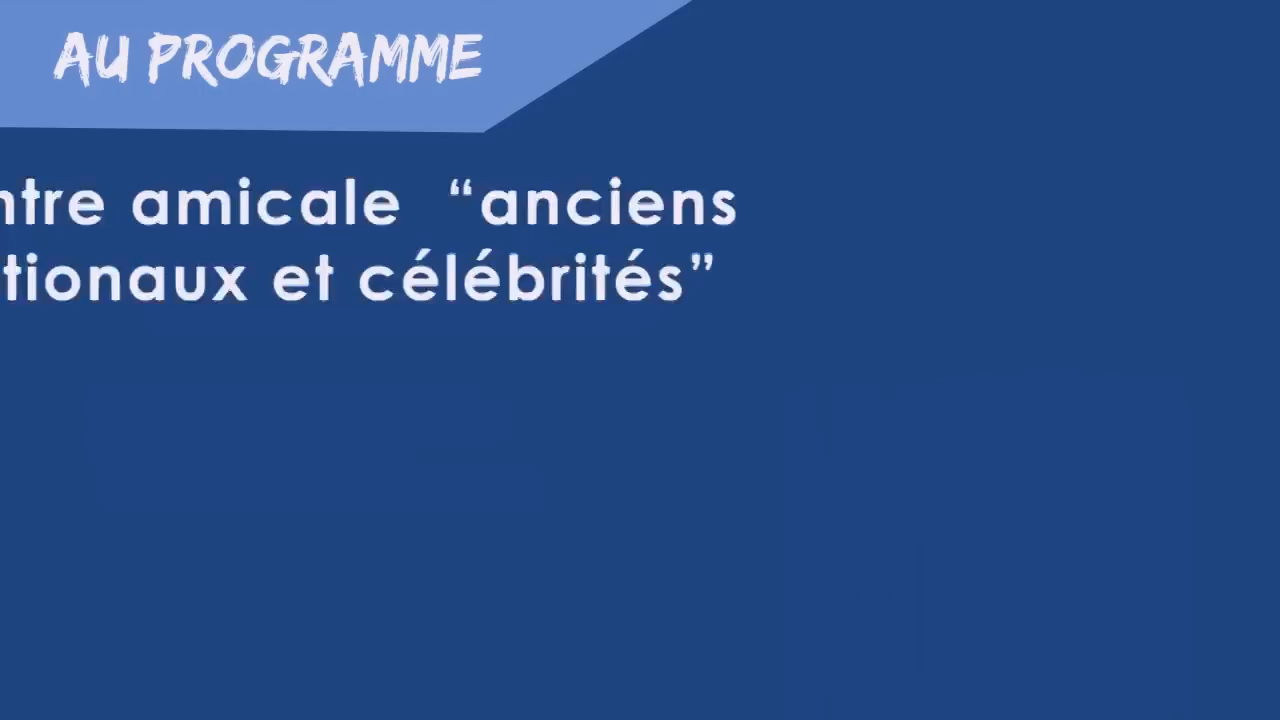 AU PROGRAMME
ntre amicale “anciens
tionaux et célébrités”